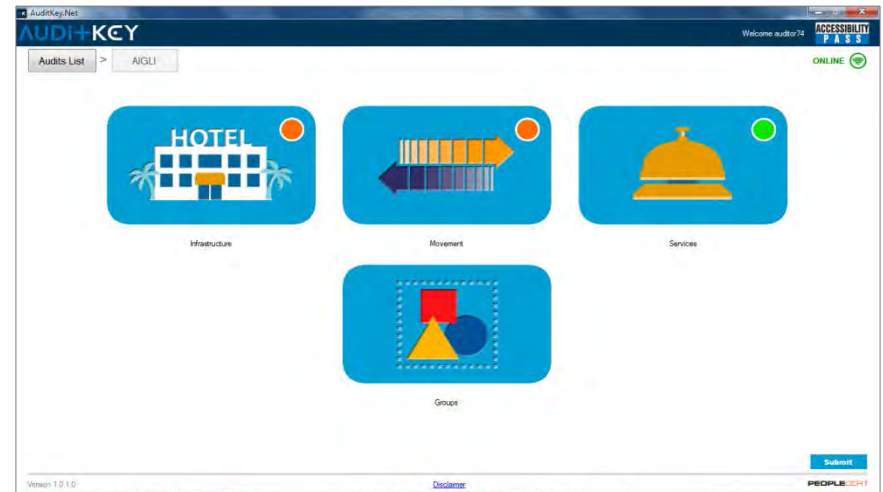 AuditKey.Net
AUDI+KEY
Welcome auditor74
ACCESSIBILITY
PASS
Audits List > AIGLI
ONLINE
HOTEL
Infrastructure Movement Services
Groups
Submit
Version 1.0.1.0 Disclaimer PEOPLECERT